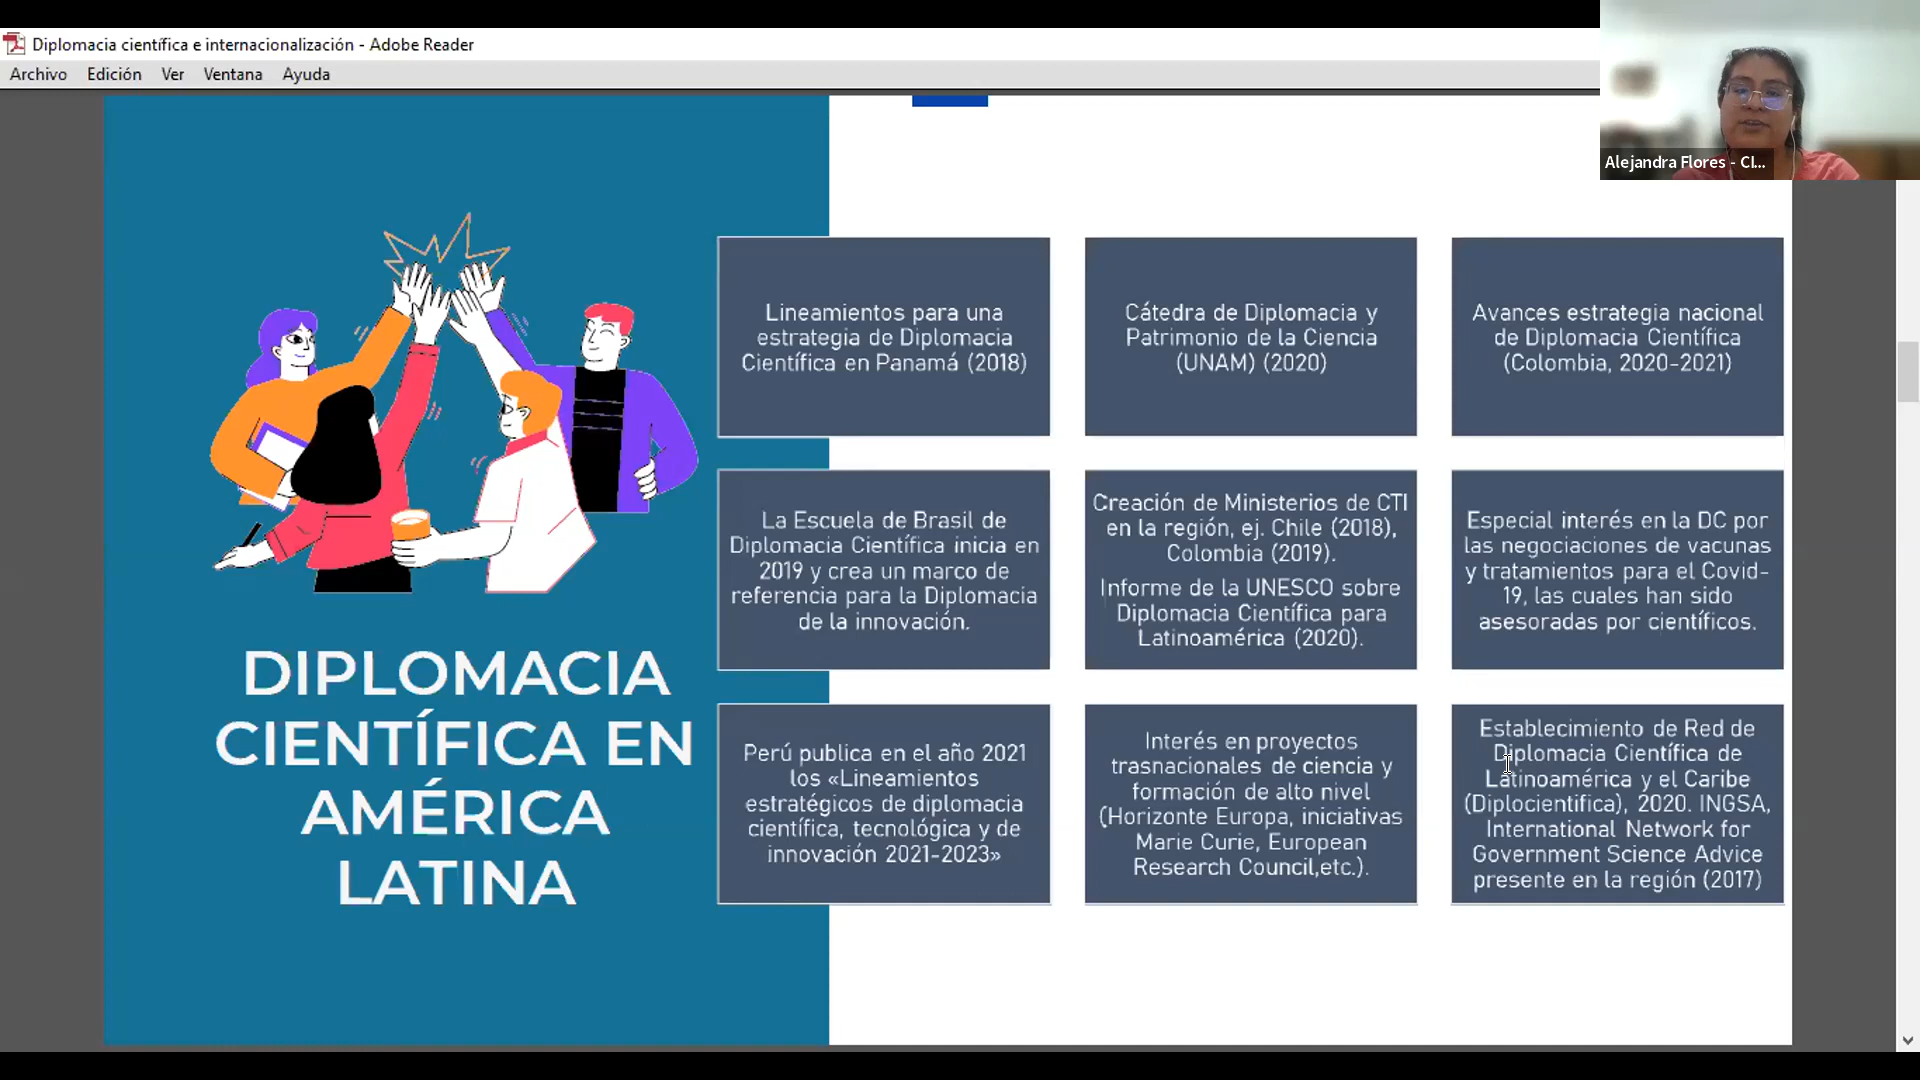 Diplomacia científica e internacionalización - Adobe Reader
Archivo Edición Ver Ventana Ayuda
Alejandra Flores - CI...
DIPLOMACIA
CIENTÍFICA EN
AMÉRICA
LATINA
Lineamientos para una
estrategia de Diplomacia
Científica en Panamá (2018)
Cátedra de Diplomacia y
Patrimonio de la Ciencia
(UNAM) (2020)
Avances estrategia nacional
de Diplomacia Científica
(Colombia, 2020-2021)
La Escuela de Brasil de
Diplomacia Científica inicia en
2019 y crea un marco de
referencia para la Diplomacia
de la innovación.
Creación de Ministerios de CTI
en la región, ej. Chile (2018),
Colombia (2019).
Informe de la UNESCO sobre
Diplomacia Científica para
Latinoamérica (2020).
Especial interés en la DC por
las negociaciones de vacunas
y tratamientos para el Covid-
19, las cuales han sido
asesoradas por científicos.
Perú publica en el año 2021
los «Lineamientos
estratégicos de diplomacia
científica, tecnológica y de
innovación 2021-2023»
Interés en proyectos
trasnacionales de ciencia y
formación de alto nivel
(Horizonte Europa, iniciativas
Marie Curie, European
Research Council,etc.).
Establecimiento de Red de
Diplomacia Científica de
Latinoamérica y el Caribe
(Diplocientifica), 2020. INGSA,
International Network for
Government Science Advice
presente en la región (2017)